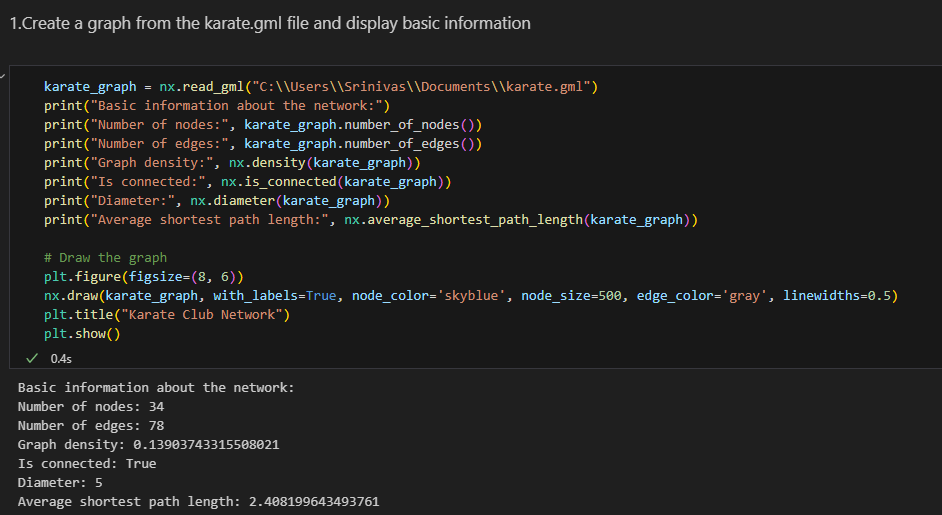 1.Create a graph from the karate.gml file and display basic information
karate_graph = nx.read_gml("C:\\Users\\Srinivas\\Documents\\karate.gml")
print("Basic information about the network:")
print("Number of nodes:", karate_graph.number_of_nodes())
print("Number of edges:", karate_graph.number_of_edges())
print("Graph density:", nx.density(karate_graph))
print("Is connected:", nx.is_connected(karate_graph))
print("Diameter:", nx.diameter(karate_graph))
print("Average shortest path length:", nx.average_shortest_path_length(karate_graph))
# Draw the graph
plt.figure(figsize=(8, 6))
nx.draw(karate_graph, with_labels=True, node_color='skyblue', node_size=500, edge_color='gray', linewidths=0.5)
plt.title("Karate Club Network")
plt.show()
0.4s
Basic information about the network:
Number of nodes: 34
Number of edges: 78
Graph density: 0.13903743315508021
Is connected: True
Diameter: 5
Average shortest path length: 2.408199643493761